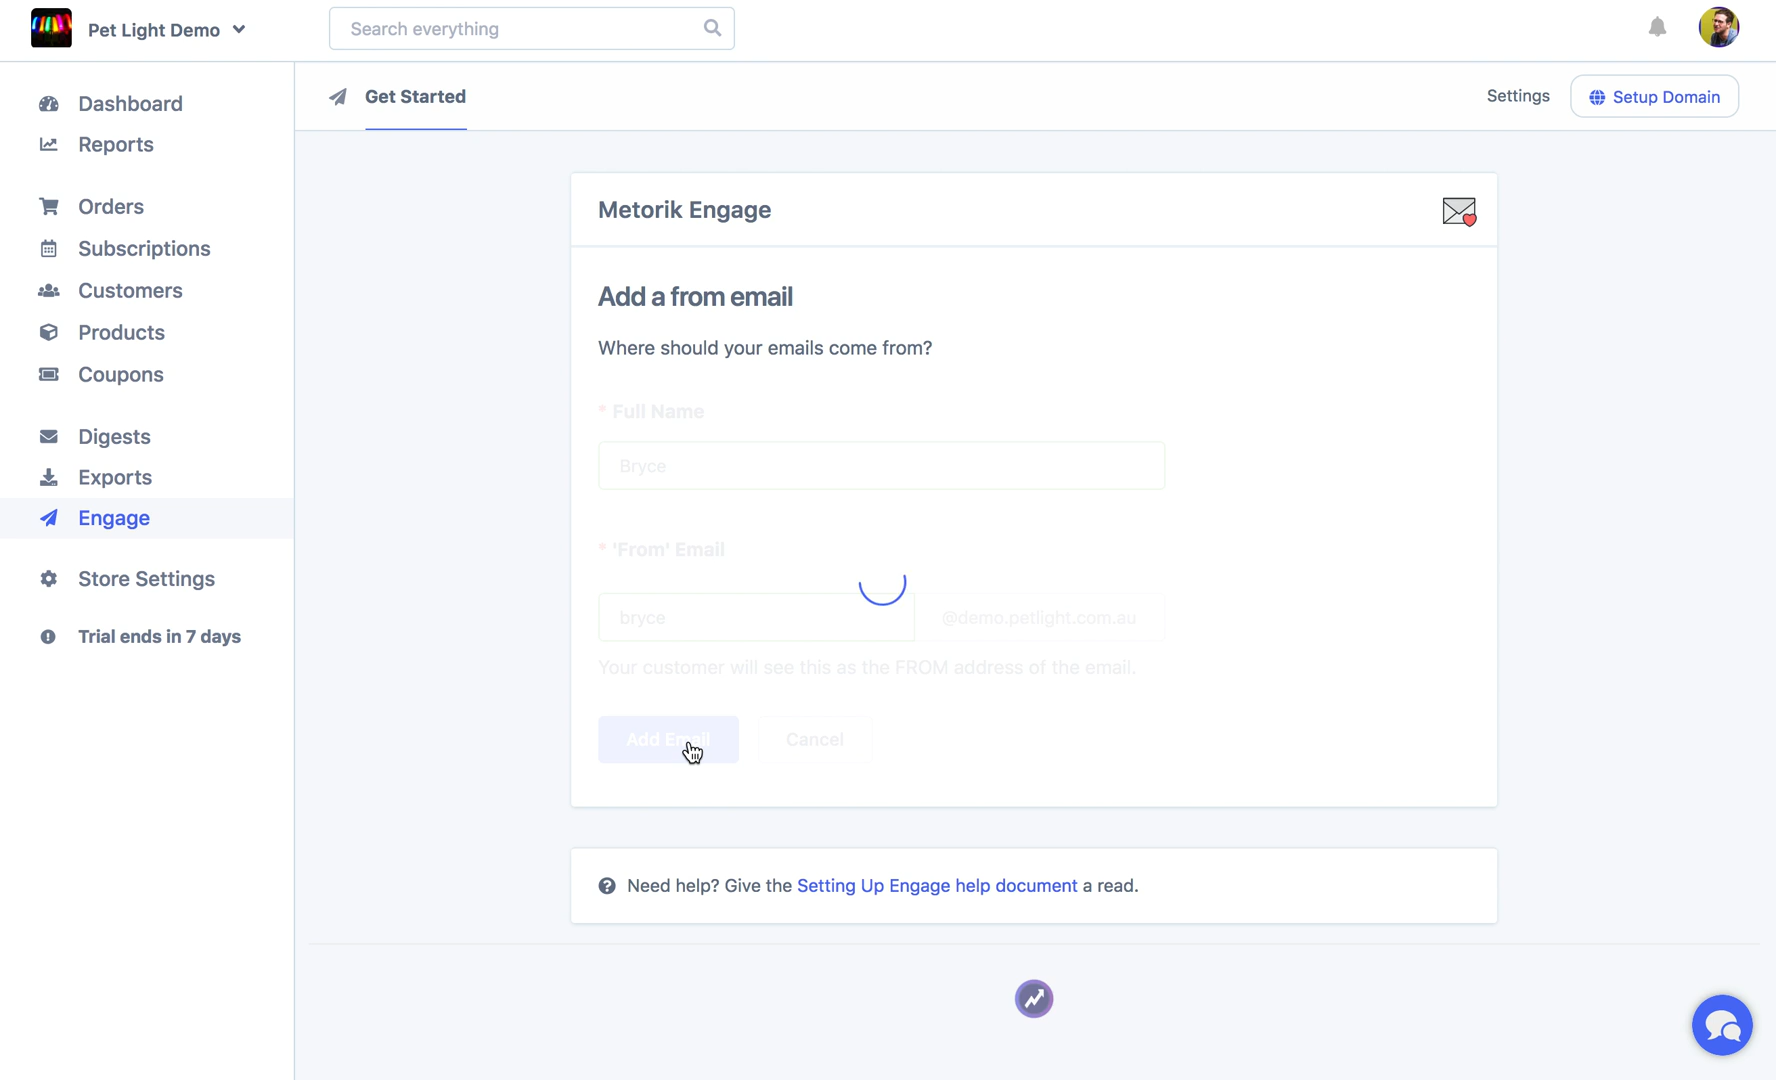 Pet Light Demo
Search everything
Dashboard
Reports
Orders
Subscriptions
Customers
Products
Coupons
Digests
Exports
Engage
Store Settings
Trial ends in 7 days
Get Started
Settings
Setup Domain
Metorik Engage
Add a from email
Where should your emails come from?
* Full Name
Bryce
* 'From' Email
bryce
@demo.petlight.com.au
Your customer will see this as the FROM address of the email.
Add Email
Cancel
Need help? Give the Setting Up Engage help document a read.